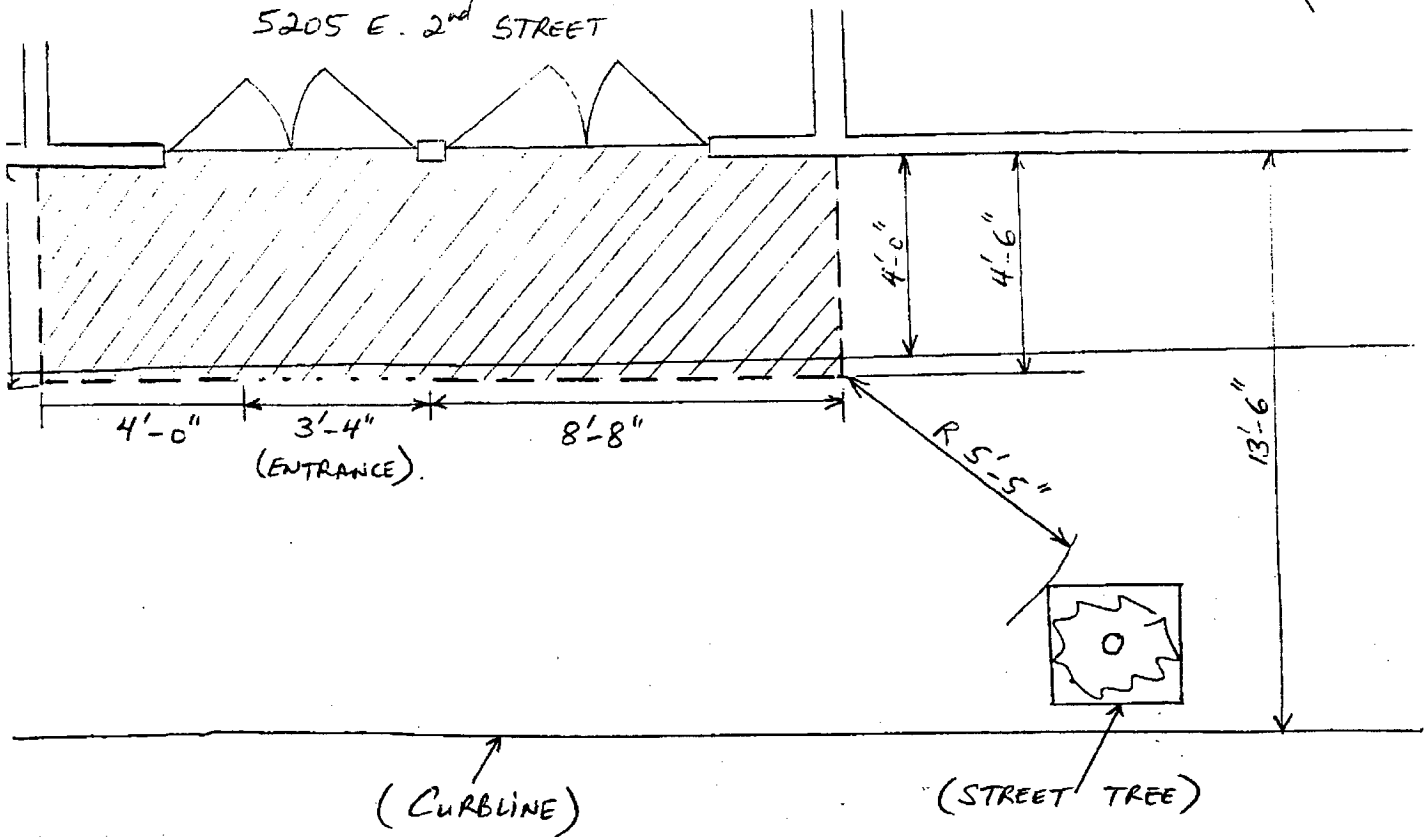 5205 E. 2nd STREET
4'-0"
4'-6"
13'-6"
4'-0"
3'-4"
8'-8"
(ENTRANCE).
R 5'-5"
(CURBLINE)
(STREET TREE)